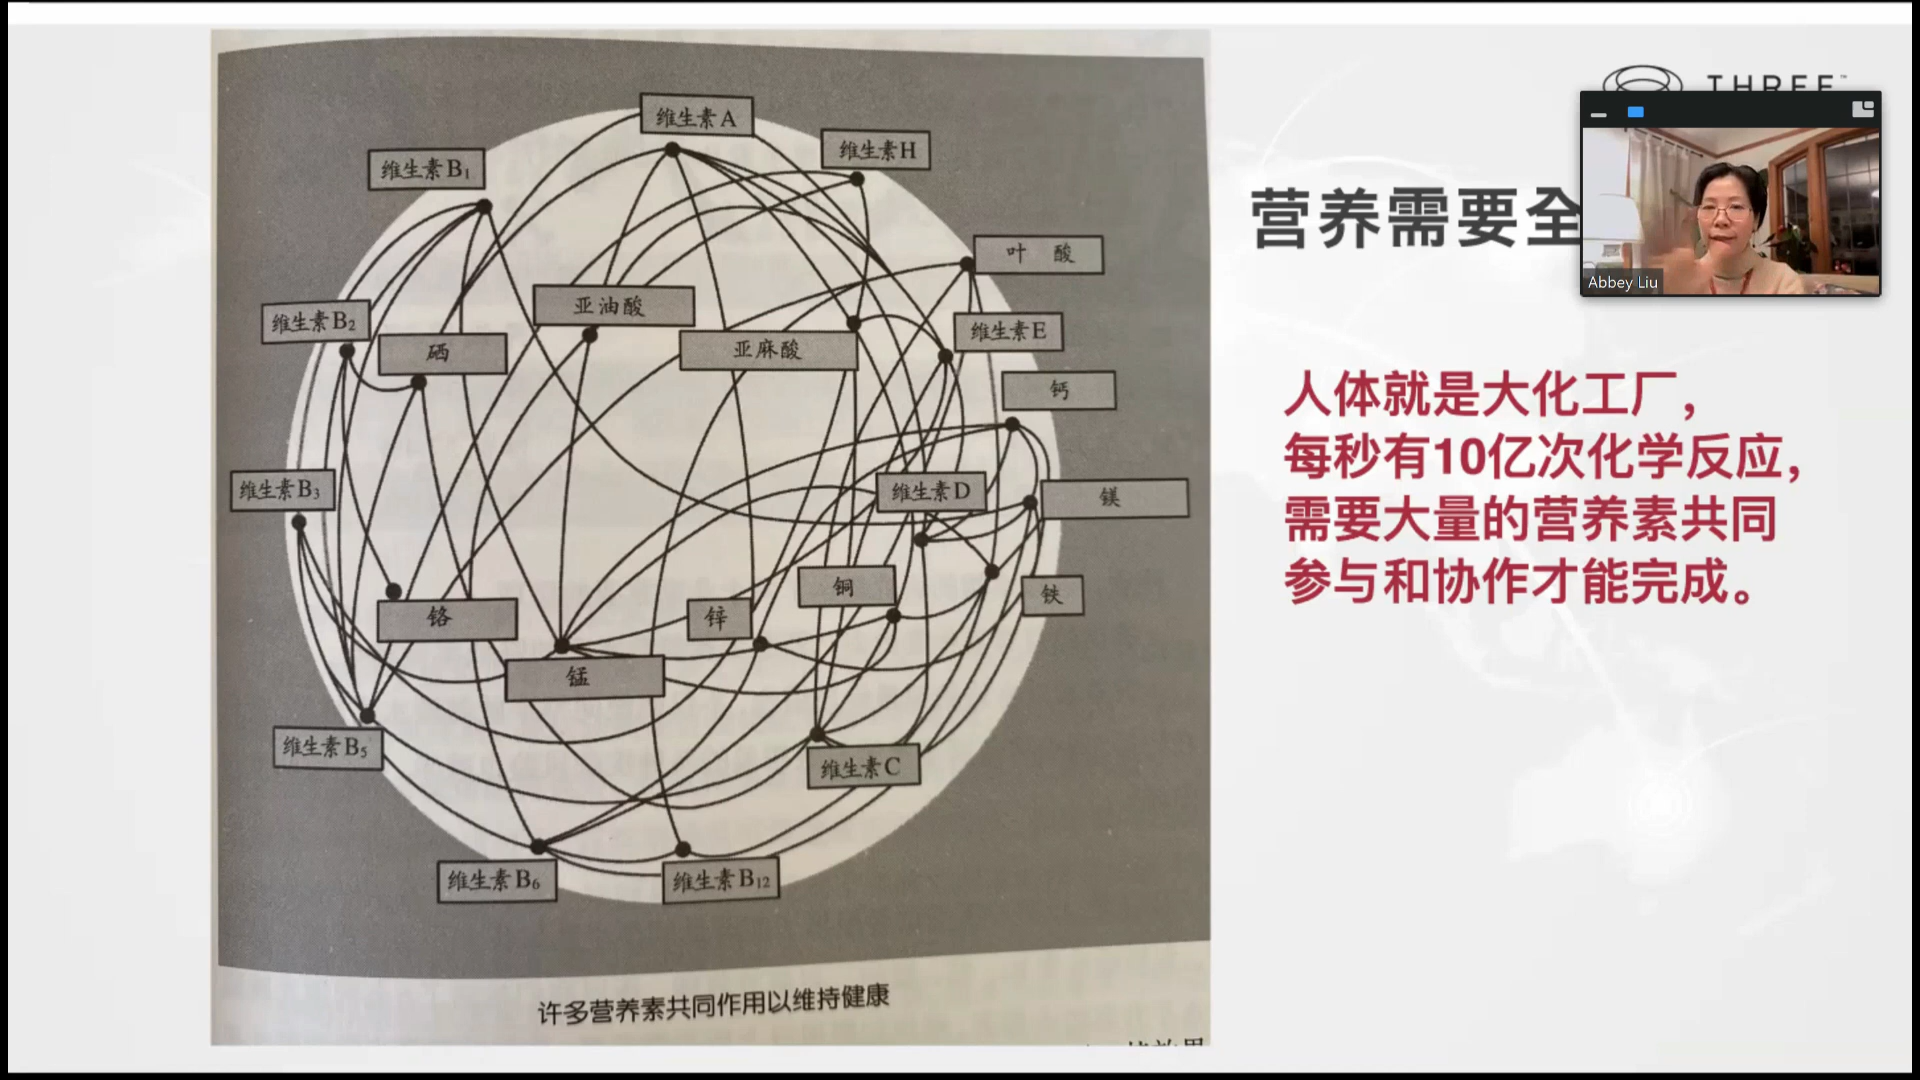 THREE™
营养需要全
Abbey Liu
人体就是大化工厂，
每秒有10亿次化学反应，
需要大量的营养素共同
参与和协作才能完成。
维生素A
维生素H
维生素B₁
叶 酸
亚油酸
维生素B₂
维生素E
硒
亚麻酸
钙
维生素B₃
维生素D
镁
铜
铁
铬
锌
锰
维生素B₅
维生素C
维生素B₆
维生素B₁₂
许多营养素共同作用以维持健康